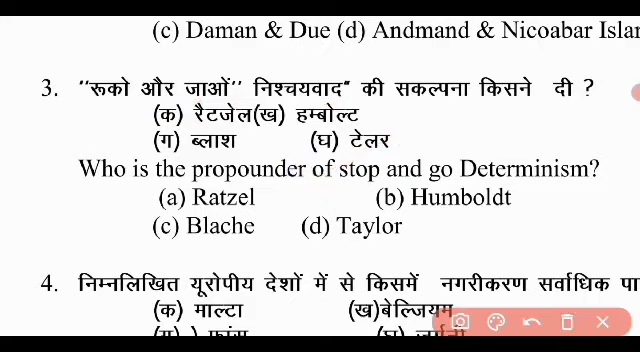 (c) Daman & Due (d) Andmand & Nicoabar
3. "रूको और जाओं" निश्चयवाद" की सकल्पना किसने दी ?
(क) रैटजेल(ख) हम्बोल्ट
(ग) ब्लाश (घ) टेलर
Who is the propounder of stop and go Determinism?
(a) Ratzel (b) Humboldt
(c) Blache (d) Taylor
4. निम्नलिखित यूरोपीय देशों में से किसमें नगरीकरण सर्वाधिक
(क) माल्टा (ख)बेल्जियम